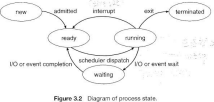 new
admitted
interrupt
exit
terminated
ready
running
I/O or event completion
scheduler dispatch
I/O or event wait
waiting
Figure 3.2 Diagram of process state.